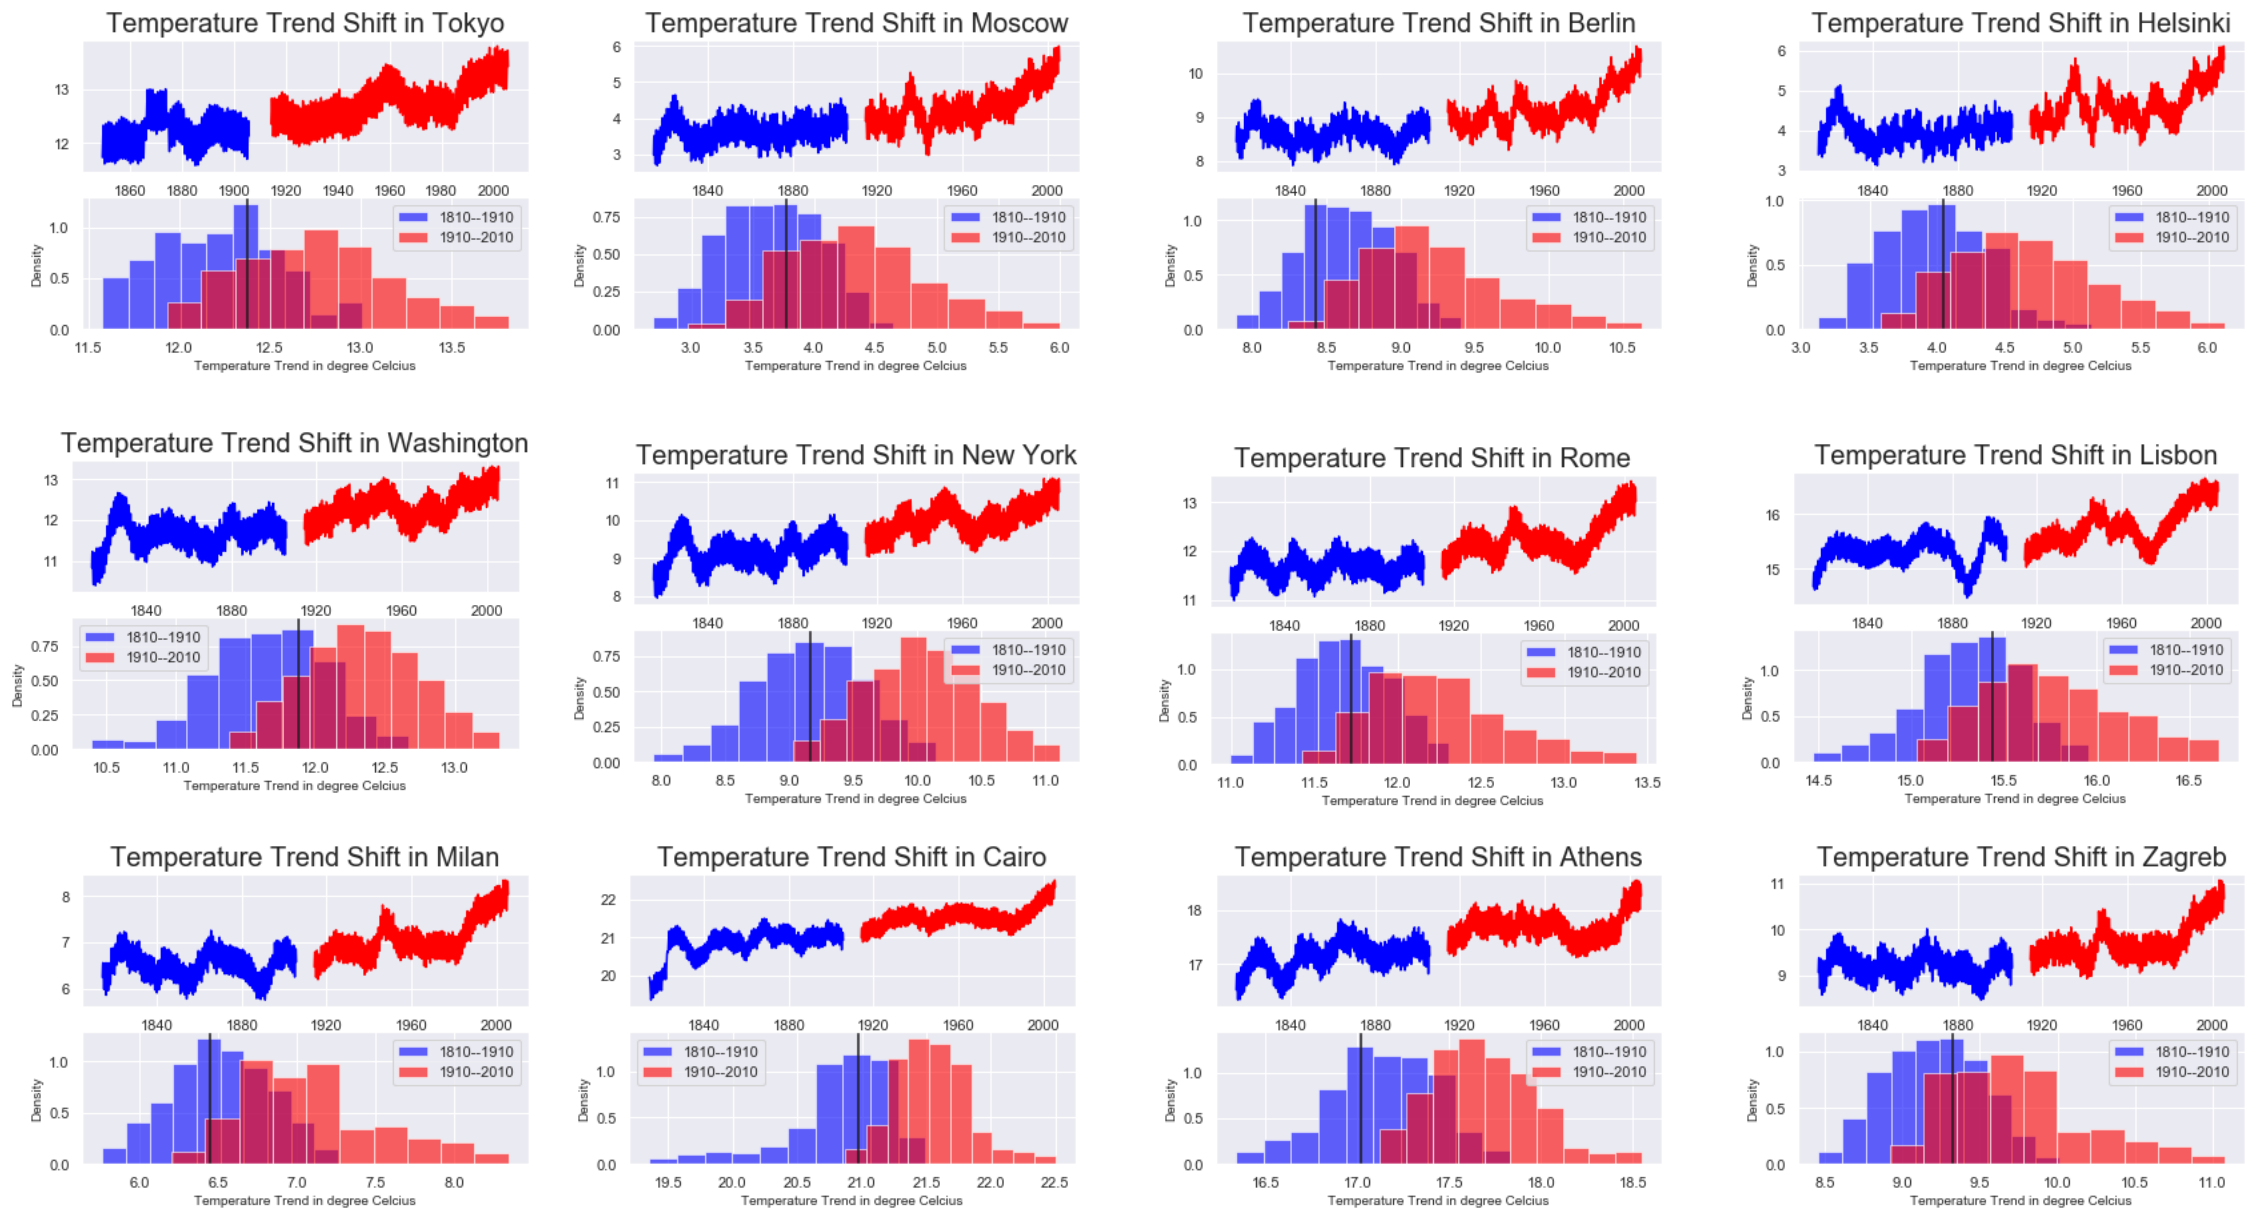 Temperature Trend Shift in Tokyo
13
12
1860 1880 1900 1920 1940 1960 1980 2000
1810--1910
1910--2010
1.0
0.5
0.0
Density
11.5 12.0 12.5 13.0 13.5
Temperature Trend in degree Celcius
Temperature Trend Shift in Moscow
6
5
4
3
1840 1880 1920 1960 2000
1810--1910
1910--2010
0.75
0.50
0.25
0.00
Density
3.0 3.5 4.0 4.5 5.0 5.5 6.0
Temperature Trend in degree Celcius
Temperature Trend Shift in Berlin
10
9
8
1840 1880 1920 1960 2000
1810--1910
1910--2010
1.0
0.5
0.0
Density
8.0 8.5 9.0 9.5 10.0 10.5
Temperature Trend in degree Celcius
Temperature Trend Shift in Helsinki
6
5
4
3
1840 1880 1920 1960 2000
1810--1910
1910--2010
1.0
0.5
0.0
Density
3.0 3.5 4.0 4.5 5.0 5.5 6.0
Temperature Trend in degree Celcius
Temperature Trend Shift in Washington
13
12
11
1840 1880 1920 1960 2000
1810--1910
1910--2010
0.75
0.50
0.25
0.00
Density
10.5 11.0 11.5 12.0 12.5 13.0
Temperature Trend in degree Celcius
Temperature Trend Shift in New York
11
10
9
8
1840 1880 1920 1960 2000
1810--1910
1910--2010
0.75
0.50
0.25
0.00
Density
8.0 8.5 9.0 9.5 10.0 10.5 11.0
Temperature Trend in degree Celcius
Temperature Trend Shift in Rome
13
12
11
1840 1880 1920 1960 2000
1810--1910
1910--2010
1.0
0.5
0.0
Density
11.0 11.5 12.0 12.5 13.0 13.5
Temperature Trend in degree Celcius
Temperature Trend Shift in Lisbon
16
15
1840 1880 1920 1960 2000
1810--1910
1910--2010
1.0
0.5
0.0
Density
14.5 15.0 15.5 16.0 16.5
Temperature Trend in degree Celcius
Temperature Trend Shift in Milan
8
7
6
1840 1880 1920 1960 2000
1810--1910
1910--2010
1.0
0.5
0.0
Density
6.0 6.5 7.0 7.5 8.0
Temperature Trend in degree Celcius
Temperature Trend Shift in Cairo
22
21
20
1840 1880 1920 1960 2000
1810--1910
1910--2010
1.0
0.5
0.0
Density
19.5 20.0 20.5 21.0 21.5 22.0 22.5
Temperature Trend in degree Celcius
Temperature Trend Shift in Athens
18
17
1840 1880 1920 1960 2000
1810--1910
1910--2010
1.0
0.5
0.0
Density
16.5 17.0 17.5 18.0 18.5
Temperature Trend in degree Celcius
Temperature Trend Shift in Zagreb
11
10
9
1840 1880 1920 1960 2000
1810--1910
1910--2010
1.0
0.5
0.0
Density
8.5 9.0 9.5 10.0 10.5 11.0
Temperature Trend in degree Celcius